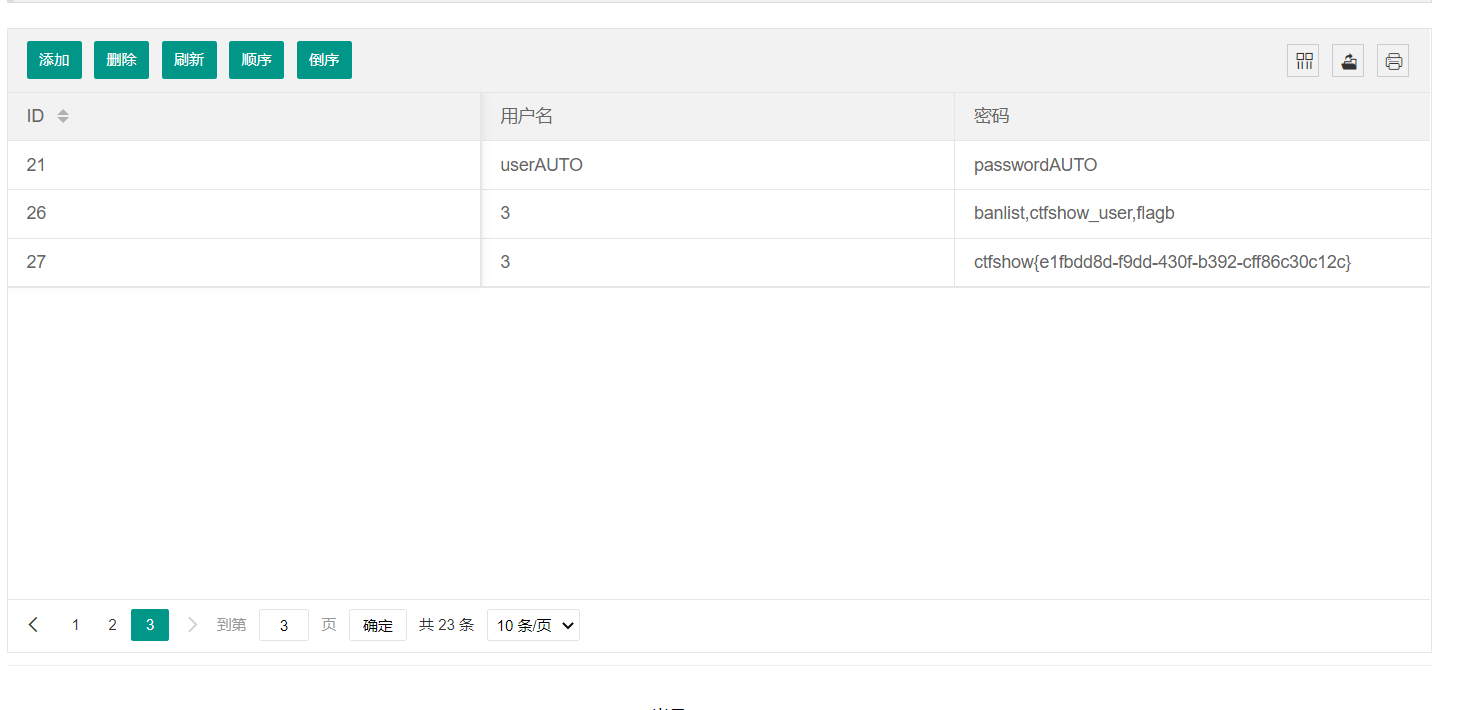 添加 删除 刷新 顺序 倒序
ID 用户名 密码
21 userAUTO passwordAUTO
26 3 banlist,ctfshow_user,flagb
27 3 ctfshow{e1fbdd8d-f9dd-430f-b392-cff86c30c12c}
1 2 3 到第 3 页 确定 共 23 条 10 条/页